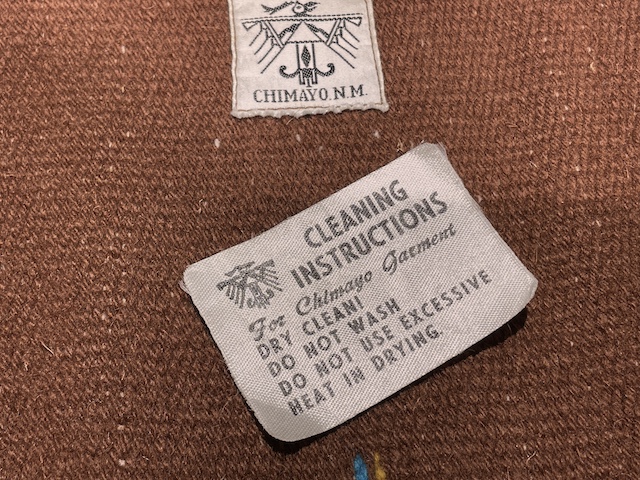 CHIMAYO. N.M.
CLEANING
INSTRUCTIONS
For Chimayo Garment
DRY CLEAN!
DO NOT WASH
DO NOT USE EXCESSIVE
HEAT IN DRYING.